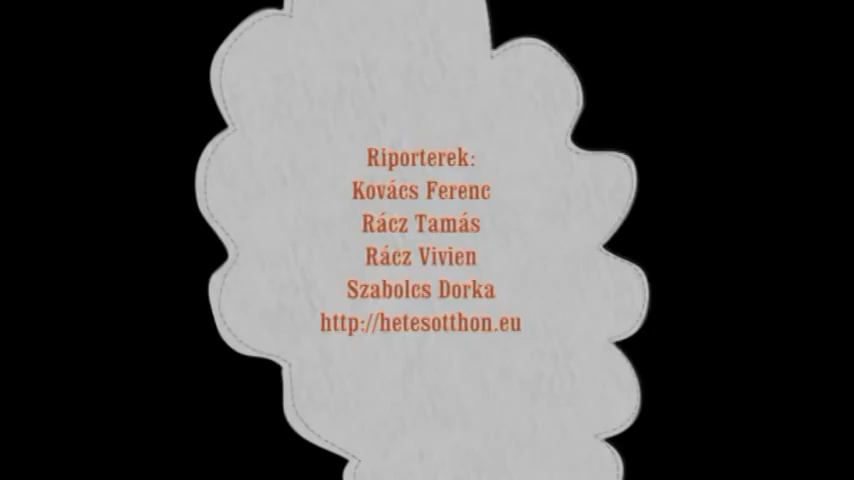 Riporterek:
Kovács Ferenc
Rácz Tamás
Rácz Vivien
Szabolcs Dorka
http://hetesotthon.eu